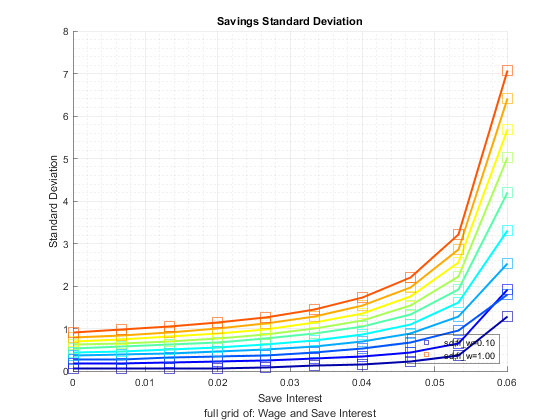 Savings Standard Deviation
8
7
6
5
4
3
2
1
0
Standard Deviation
w=0.10
w=1.00
0
0.01
0.02
0.03
0.04
0.05
0.06
Save Interest
full grid of: Wage and Save Interest